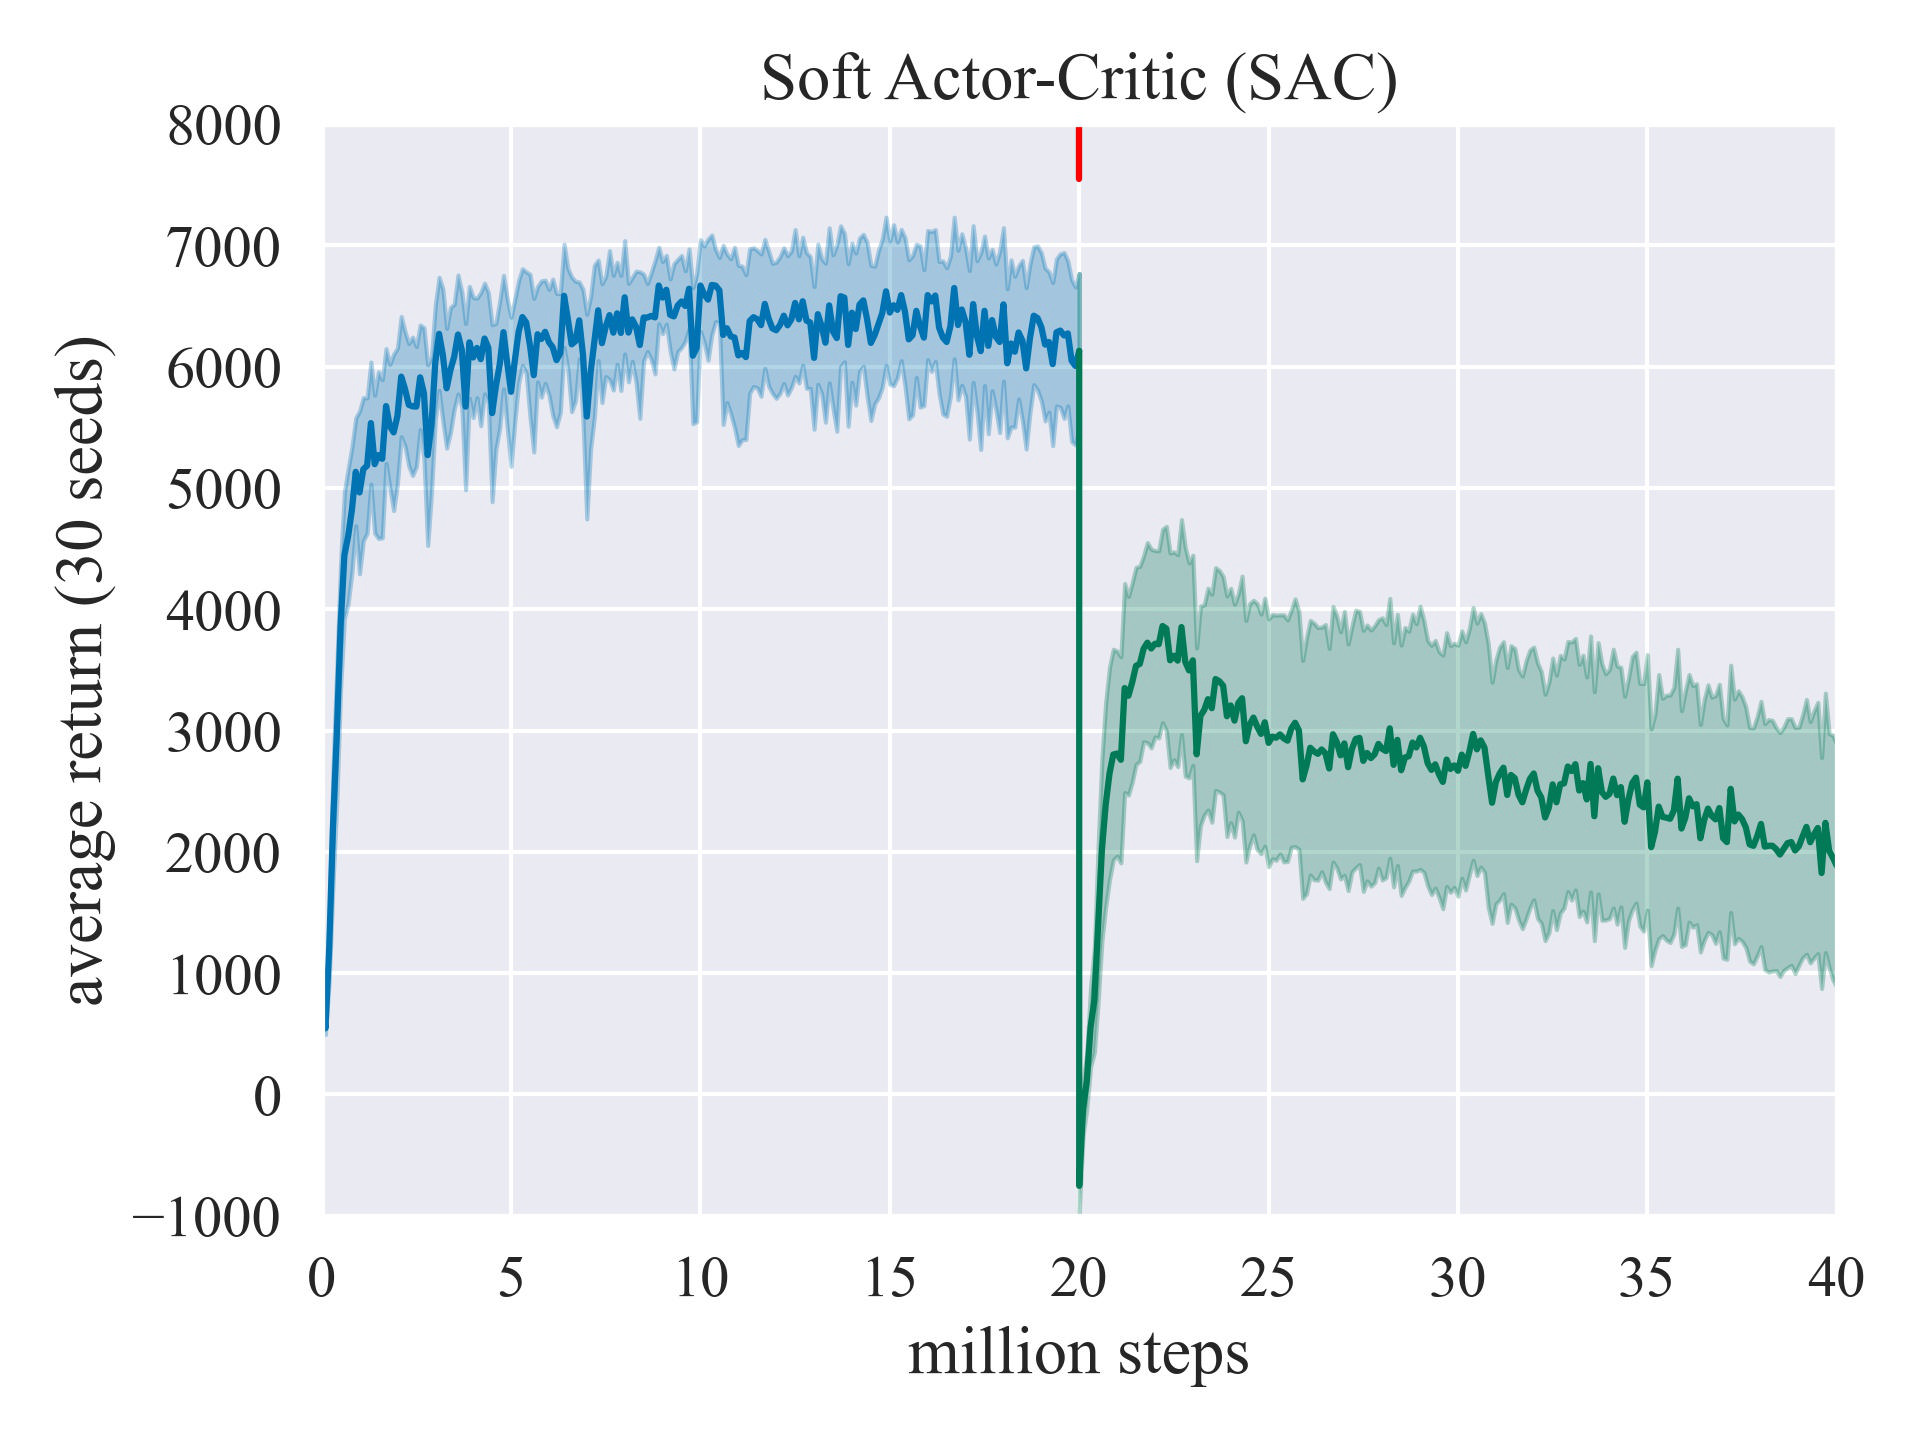 Soft Actor-Critic (SAC)
8000
7000
6000
5000
4000
3000
2000
1000
0
−1000
average return (30 seeds)
0 5 10 15 20 25 30 35 40
million steps